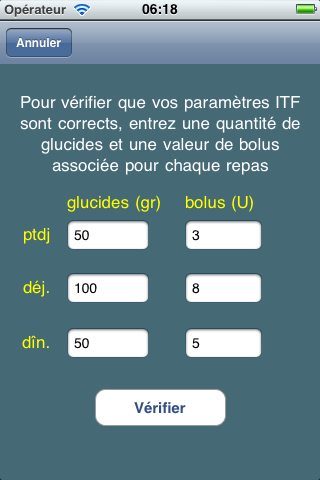 Opérateur 06:18
Annuler
Pour vérifier que vos paramètres ITF
sont corrects, entrez une quantité de
glucides et une valeur de bolus
associée pour chaque repas
glucides (gr) bolus (U)
ptdj 50 3
déj. 100 8
dîn. 50 5
Vérifier